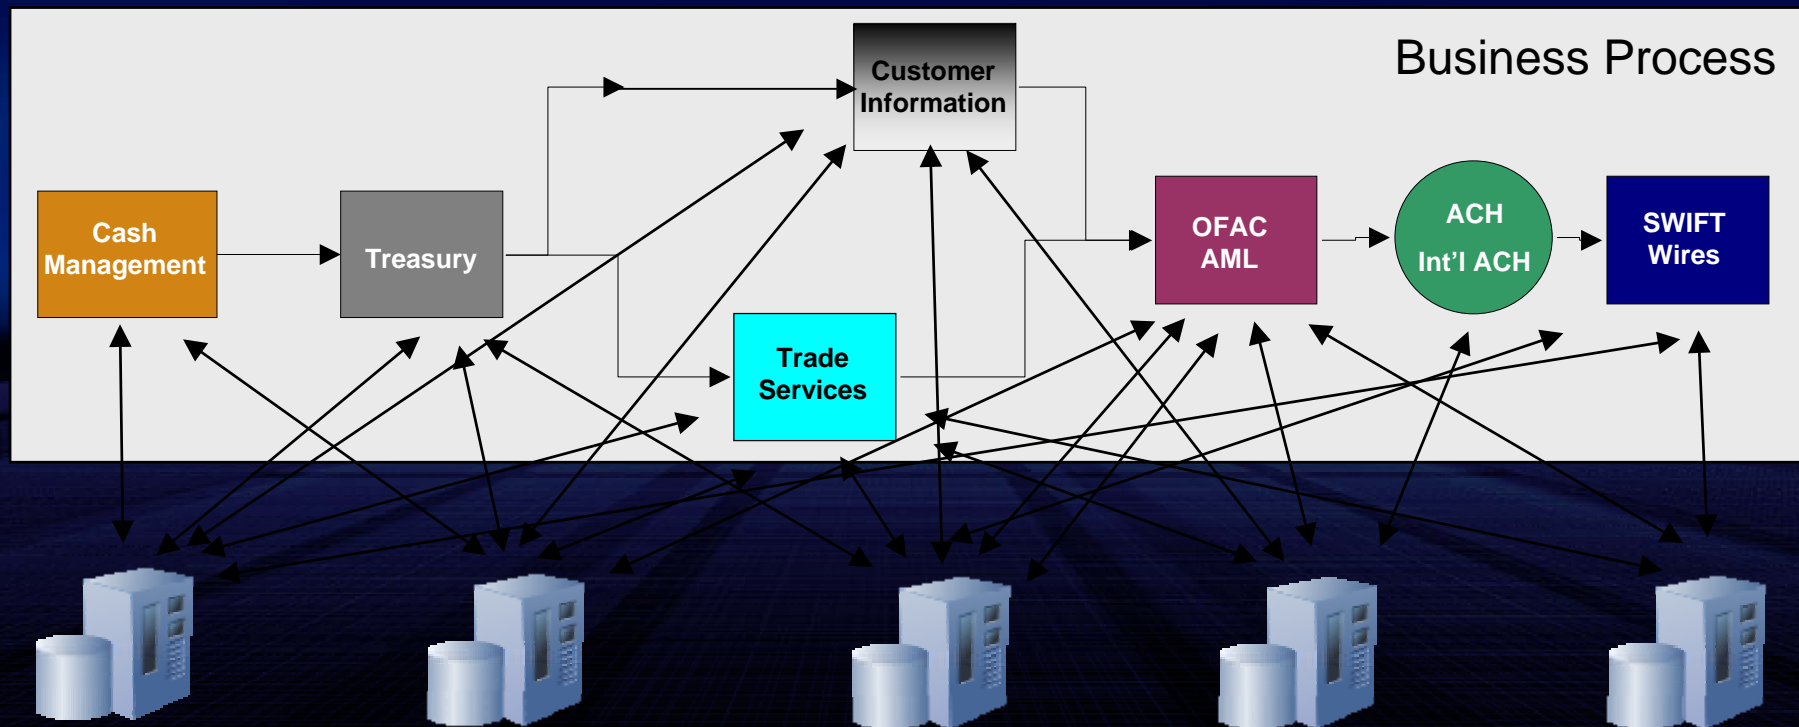 Business Process
Customer
Information
Cash
Management
Treasury
Trade
Services
OFAC
AML
ACH
Int’l ACH
SWIFT
Wires